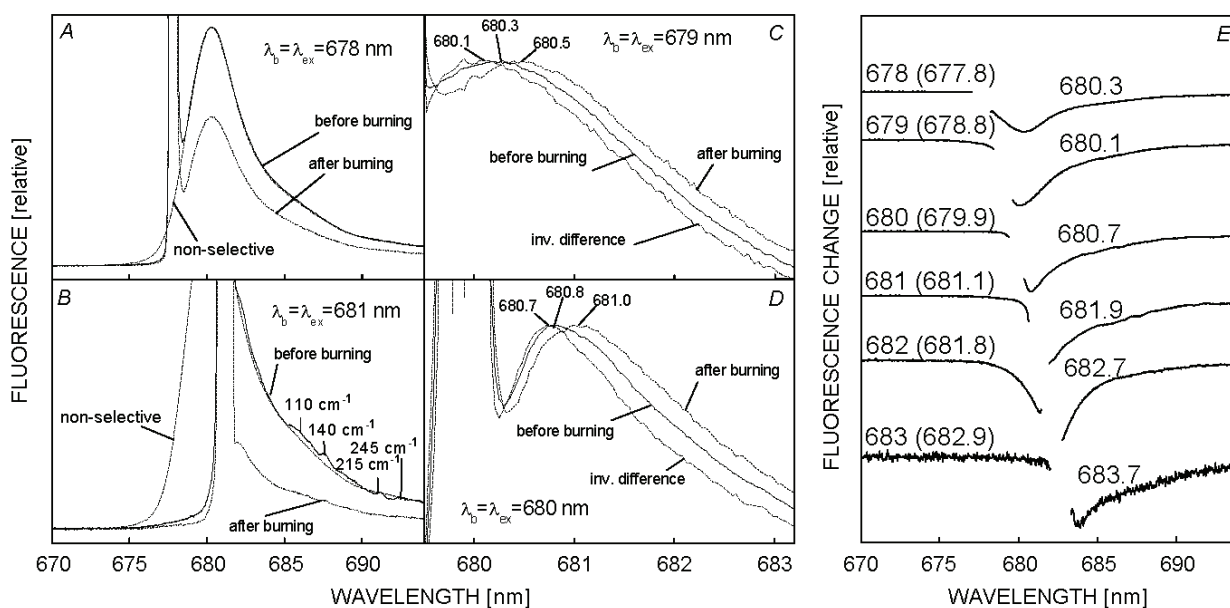 A
λb=λex=678 nm
before burning
after burning
non-selective
B
λb=λex=681 nm
before burning
non-selective
110 cm-1
140 cm-1
245 cm-1
215 cm-1
after burning
C
680.1
680.3
680.5
λb=λex=679 nm
before burning
after burning
inv. difference
D
680.7
680.8
681.0
after burning
before burning
inv. difference
λb=λex=680 nm
FLUORESCENCE [relative]
670 675 680 685 690 680 681 682 683
WAVELENGTH [nm]
E
678 (677.8)
680.3
679 (678.8)
680.1
680 (679.9)
680.7
681 (681.1)
681.9
682 (681.8)
682.7
683 (682.9)
683.7
FLUORESCENCE CHANGE [relative]
670 675 680 685 690
WAVELENGTH [nm]